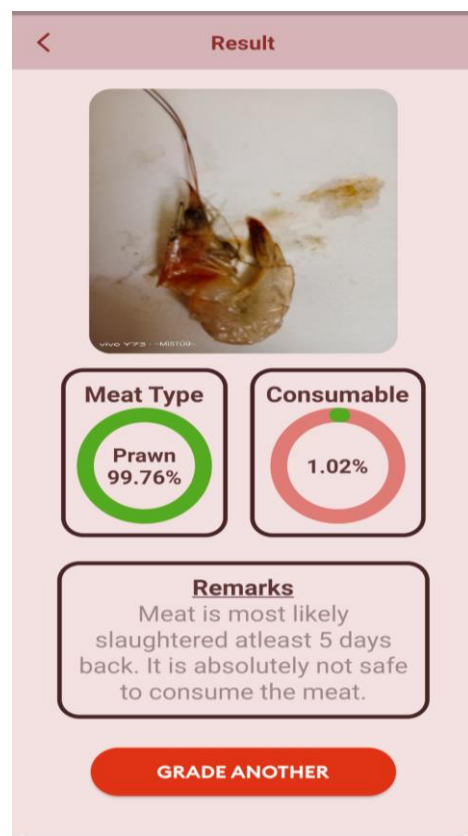 Result
vivo Y73 · -MISTÛ0-
Meat Type
Prawn
99.76%
Consumable
1.02%
Remarks
Meat is most likely
slaughtered atleast 5 days
back. It is absolutely not safe
to consume the meat.
GRADE ANOTHER